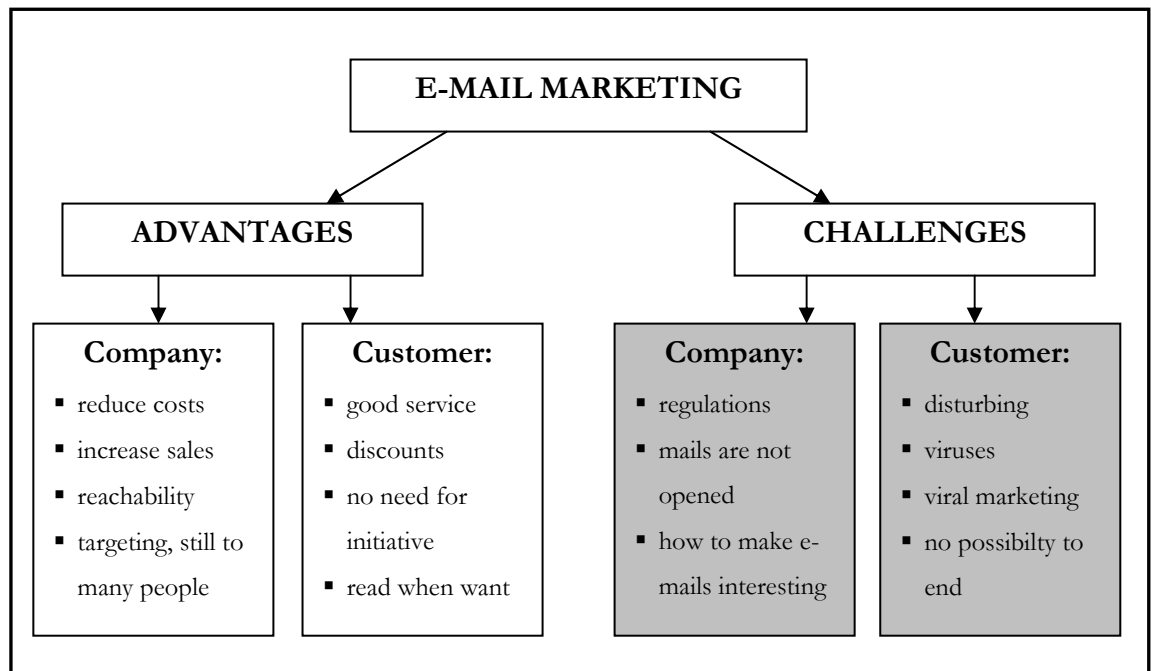 E-MAIL MARKETING
ADVANTAGES
CHALLENGES
Company:
▪ reduce costs
▪ increase sales
▪ reachability
▪ targeting, still to
many people
Customer:
▪ good service
▪ discounts
▪ no need for
initiative
▪ read when want
Company:
▪ regulations
▪ mails are not
opened
▪ how to make e-
mails interesting
Customer:
▪ disturbing
▪ viruses
▪ viral marketing
▪ no possibilty to
end